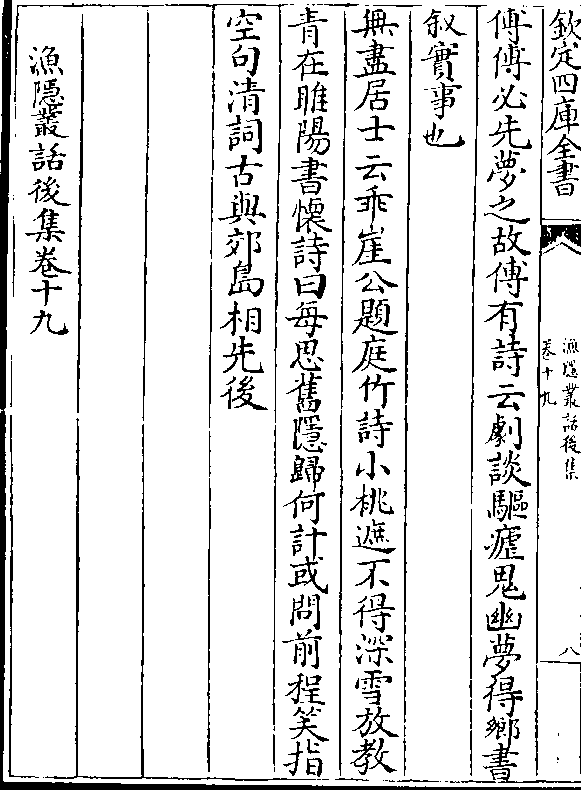 欽定四庫全書
漁隱叢話後集
卷十九
八
傅傅必先夢之故傅有詩云劇談驅瘧鬼幽夢得鄉書
叙實事也
無盡居士云乖崖公題庭竹詩小桃遮不得深雪放教
青在睢陽書懷詩曰每思舊隱歸何計或問前程笑指
空句清詞古與郊島相先後
漁隱叢話後集卷十九